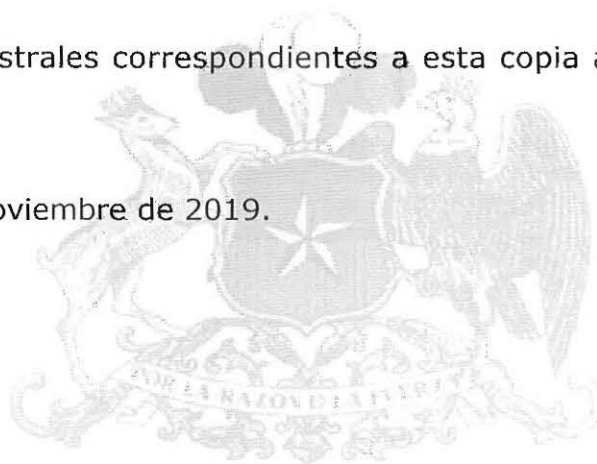 strales correspondientes a esta copia a
oviembre de 2019.
POR LA RAZON O LA FUERZA